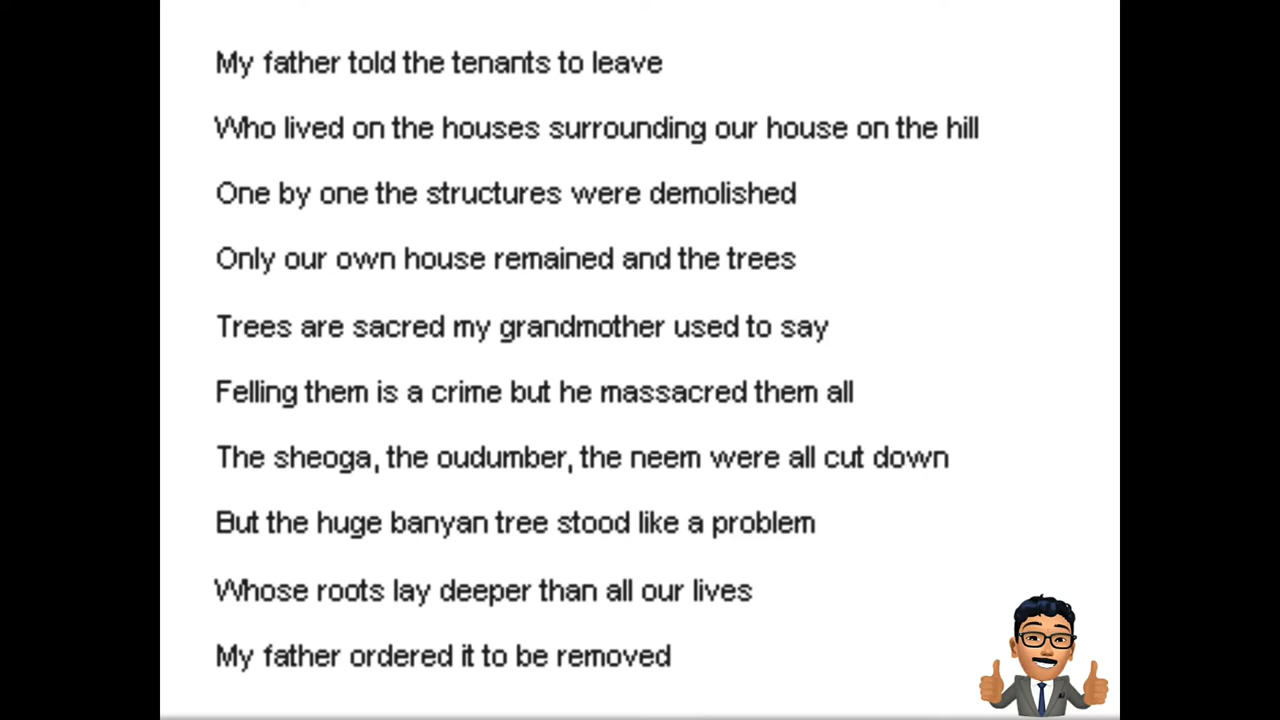 My father told the tenants to leave
Who lived on the houses surrounding our house on the hill
One by one the structures were demolished
Only our own house remained and the trees
Trees are sacred my grandmother used to say
Felling them is a crime but he massacred them all
The sheoga, the oudumber, the neem were all cut down
But the huge banyan tree stood like a problem
Whose roots lay deeper than all our lives
My father ordered it to be removed